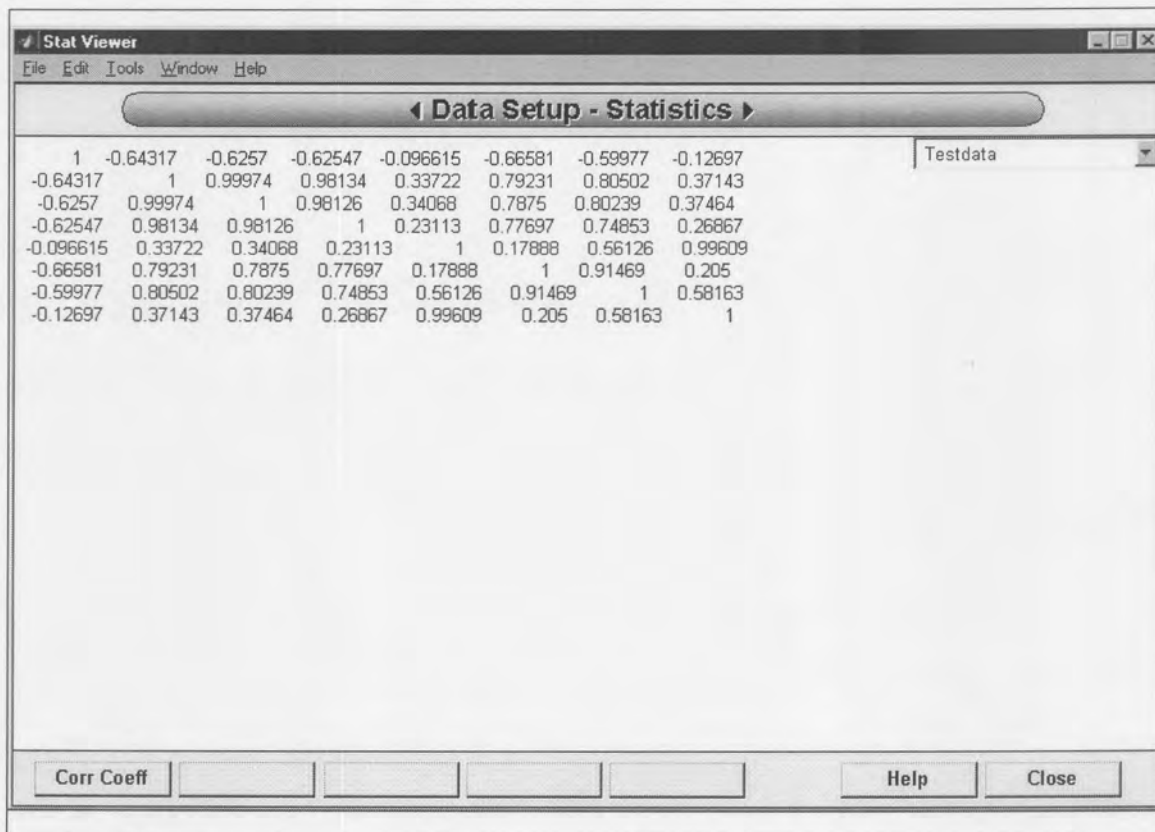 Stat Viewer
File Edit Tools Window Help
Data Setup - Statistics
Testdata
1 -0.64317 -0.6257 -0.62547 -0.096615 -0.66581 -0.59977 -0.12697
-0.64317 1 0.99974 0.98134 0.33722 0.79231 0.80502 0.37143
-0.6257 0.99974 1 0.98126 0.34068 0.7875 0.80239 0.37464
-0.62547 0.98134 0.98126 1 0.23113 0.77697 0.74853 0.26867
-0.096615 0.33722 0.34068 0.23113 1 0.17888 0.56126 0.99609
-0.66581 0.79231 0.7875 0.77697 0.17888 1 0.91469 0.205
-0.59977 0.80502 0.80239 0.74853 0.56126 0.91469 1 0.58163
-0.12697 0.37143 0.37464 0.26867 0.99609 0.205 0.58163 1
Corr Coeff Help Close